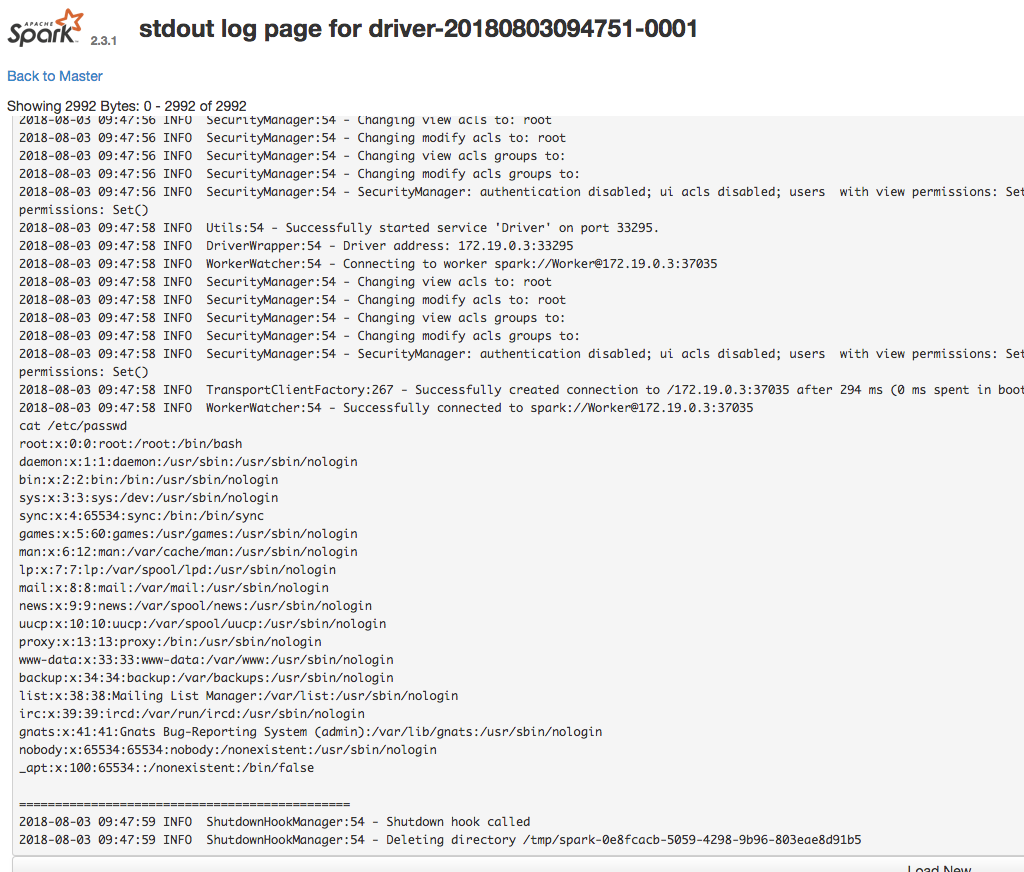 APACHE
Spark 2.3.1
stdout log page for driver-20180803094751-0001
Back to Master
Showing 2992 Bytes: 0 - 2992 of 2992
2018-08-03 09:47:56 INFO  SecurityManager:54 - Changing view acls to: root
2018-08-03 09:47:56 INFO  SecurityManager:54 - Changing modify acls to: root
2018-08-03 09:47:56 INFO  SecurityManager:54 - Changing view acls groups to:
2018-08-03 09:47:56 INFO  SecurityManager:54 - Changing modify acls groups to:
2018-08-03 09:47:56 INFO  SecurityManager:54 - SecurityManager: authentication disabled; ui acls disabled; users  with view permissions: Set
permissions: Set()
2018-08-03 09:47:58 INFO  Utils:54 - Successfully started service 'Driver' on port 33295.
2018-08-03 09:47:58 INFO  DriverWrapper:54 - Driver address: 172.19.0.3:33295
2018-08-03 09:47:58 INFO  WorkerWatcher:54 - Connecting to worker spark://Worker@172.19.0.3:37035
2018-08-03 09:47:58 INFO  SecurityManager:54 - Changing view acls to: root
2018-08-03 09:47:58 INFO  SecurityManager:54 - Changing modify acls to: root
2018-08-03 09:47:58 INFO  SecurityManager:54 - Changing view acls groups to:
2018-08-03 09:47:58 INFO  SecurityManager:54 - Changing modify acls groups to:
2018-08-03 09:47:58 INFO  SecurityManager:54 - SecurityManager: authentication disabled; ui acls disabled; users  with view permissions: Set
permissions: Set()
2018-08-03 09:47:58 INFO  TransportClientFactory:267 - Successfully created connection to /172.19.0.3:37035 after 294 ms (0 ms spent in boot
2018-08-03 09:47:58 INFO  WorkerWatcher:54 - Successfully connected to spark://Worker@172.19.0.3:37035
cat /etc/passwd
root:x:0:0:root:/root:/bin/bash
daemon:x:1:1:daemon:/usr/sbin:/usr/sbin/nologin
bin:x:2:2:bin:/bin:/usr/sbin/nologin
sys:x:3:3:sys:/dev:/usr/sbin/nologin
sync:x:4:65534:sync:/bin:/bin/sync
games:x:5:60:games:/usr/games:/usr/sbin/nologin
man:x:6:12:man:/var/cache/man:/usr/sbin/nologin
lp:x:7:7:lp:/var/spool/lpd:/usr/sbin/nologin
mail:x:8:8:mail:/var/mail:/usr/sbin/nologin
news:x:9:9:news:/var/spool/news:/usr/sbin/nologin
uucp:x:10:10:uucp:/var/spool/uucp:/usr/sbin/nologin
proxy:x:13:13:proxy:/bin:/usr/sbin/nologin
www-data:x:33:33:www-data:/var/www:/usr/sbin/nologin
backup:x:34:34:backup:/var/backups:/usr/sbin/nologin
list:x:38:38:Mailing List Manager:/var/list:/usr/sbin/nologin
irc:x:39:39:ircd:/var/run/ircd:/usr/sbin/nologin
gnats:x:41:41:Gnats Bug-Reporting System (admin):/var/lib/gnats:/usr/sbin/nologin
nobody:x:65534:65534:nobody:/nonexistent:/usr/sbin/nologin
_apt:x:100:65534::/nonexistent:/bin/false
==============================================
2018-08-03 09:47:59 INFO  ShutdownHookManager:54 - Shutdown hook called
2018-08-03 09:47:59 INFO  ShutdownHookManager:54 - Deleting directory /tmp/spark-0e8fcacb-5059-4298-9b96-803eae8d91b5
Load New